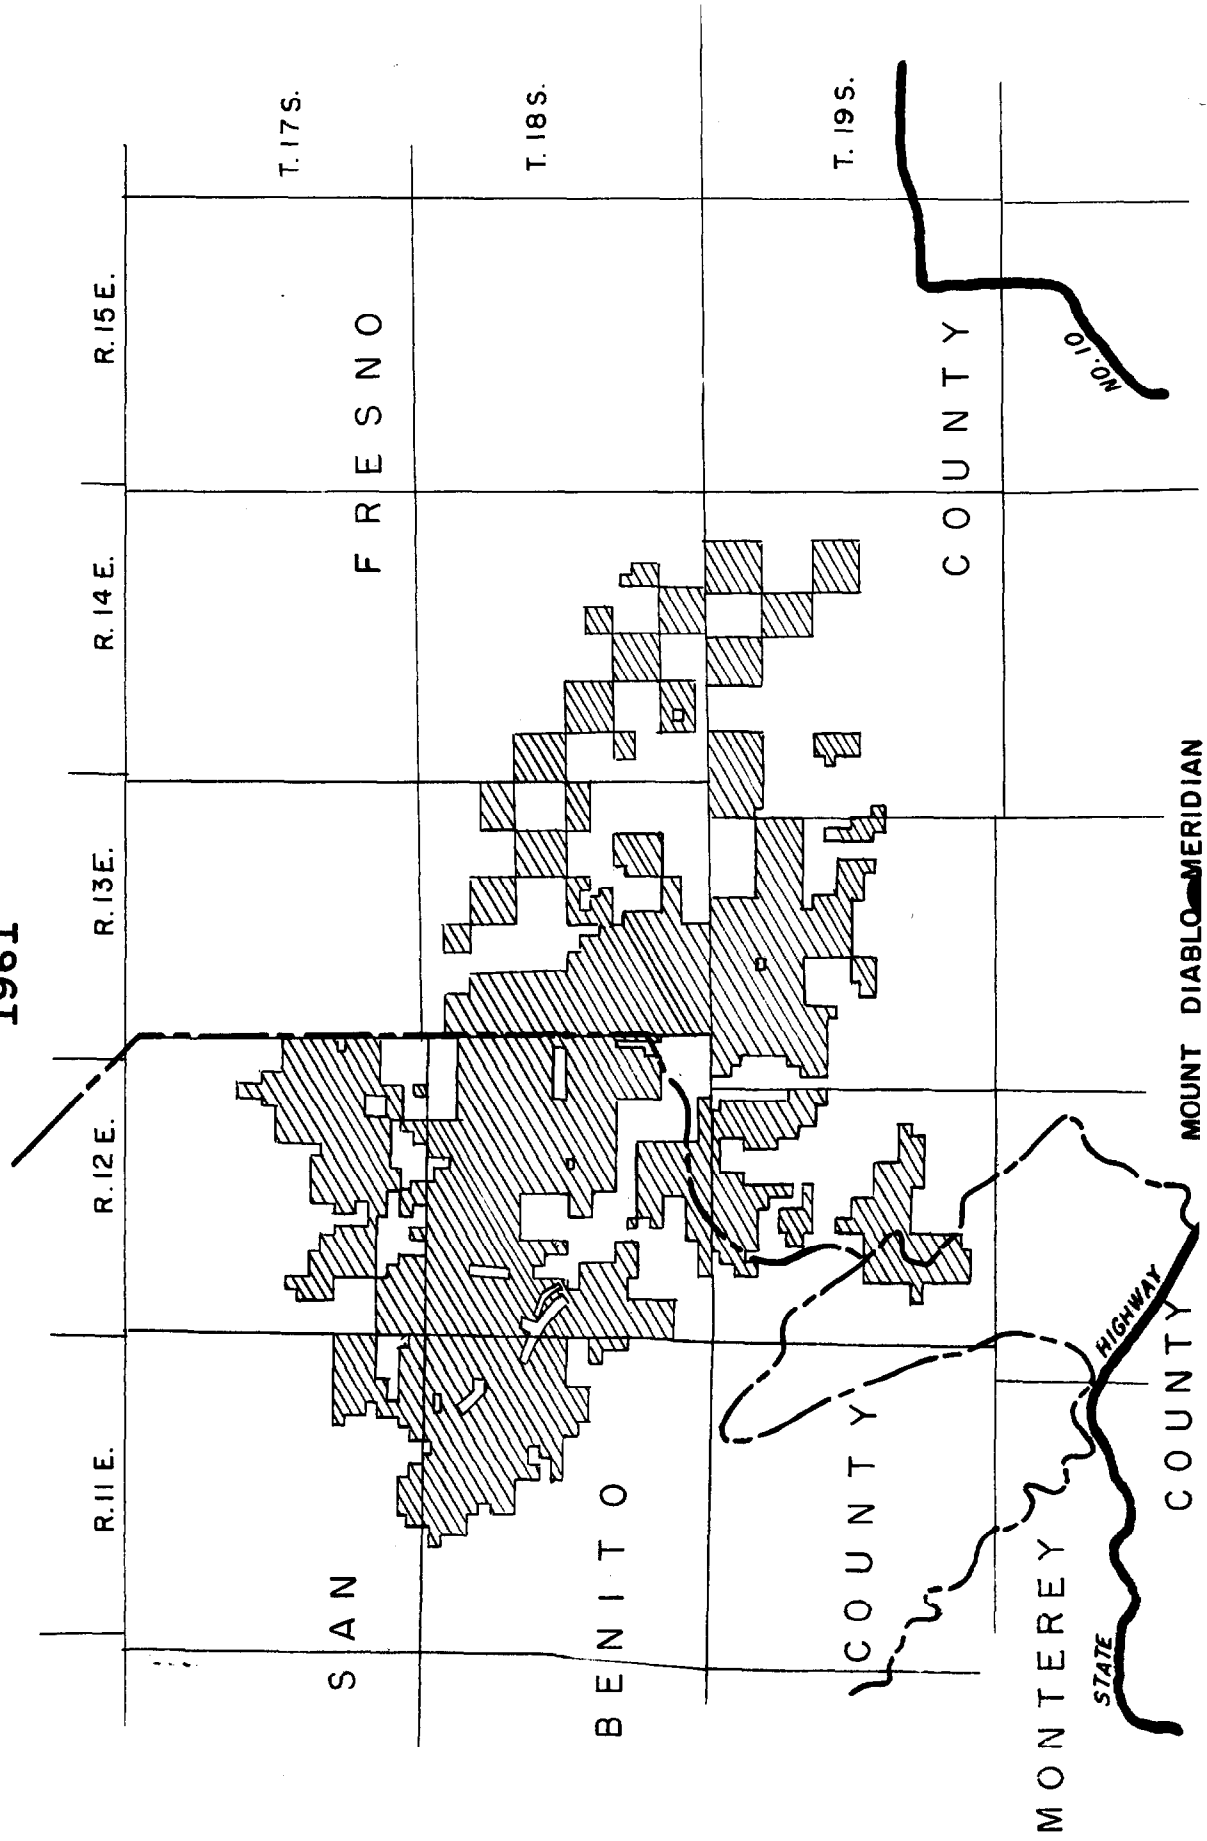 1961
R. 11 E.
R. 12 E.
R. 13 E.
R. 14 E.
R. 15 E.
T. 17 S.
T. 18 S.
T. 19 S.
SAN
BENITO
COUNTY
FRESNO
COUNTY
MONTEREY
COUNTY
STATE
HIGHWAY
NO. 10
MOUNT DIABLO MERIDIAN